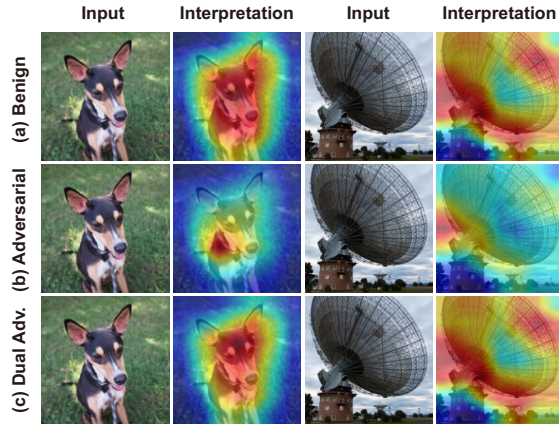 Input Interpretation Input Interpretation
(a) Benign
(b) Adversarial
(c) Dual Adv.